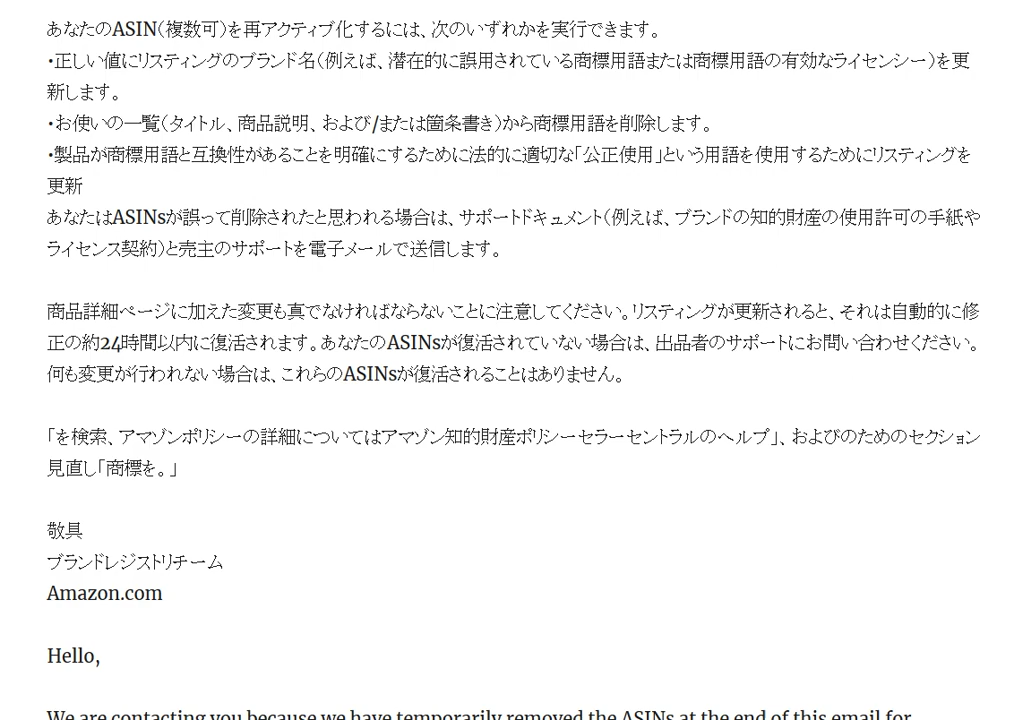 あなたのASIN(複数可)を再アクティブ化するには、次のいずれかを実行できます。
・正しい値にリスティングのブランド名(例えば、潜在的に誤用されている商標用語または商標用語の有効なライセンシー)を更
新します。
・お使いの一覧(タイトル、商品説明、および/または箇条書き)から商標用語を削除します。
・製品が商標用語と互換性があることを明確にするために法的に適切な「公正使用」という用語を使用するためにリスティングを
更新
あなたはASINsが誤って削除されたと思われる場合は、サポートドキュメント(例えば、ブランドの知的財産の使用許可の手紙や
ライセンス契約)と売主のサポートを電子メールで送信します。
商品詳細ページに加えた変更も真でなければならないことに注意してください。リスティングが更新されると、それは自動的に修
正の約24時間以内に復活されます。あなたのASINsが復活されていない場合は、出品者のサポートにお問い合わせください。
何も変更が行われない場合は、これらのASINsが復活されることはありません。
「を検索、アマゾンポリシーの詳細についてはアマゾン知的財産ポリシーセラーセントラルのヘルプ」、およびのためのセクション
見直し「商標を。」
敬具
ブランドレジストリチーム
Amazon.com
Hello,
We are contacting you because we have temporarily removed the ASINs at the end of this email for